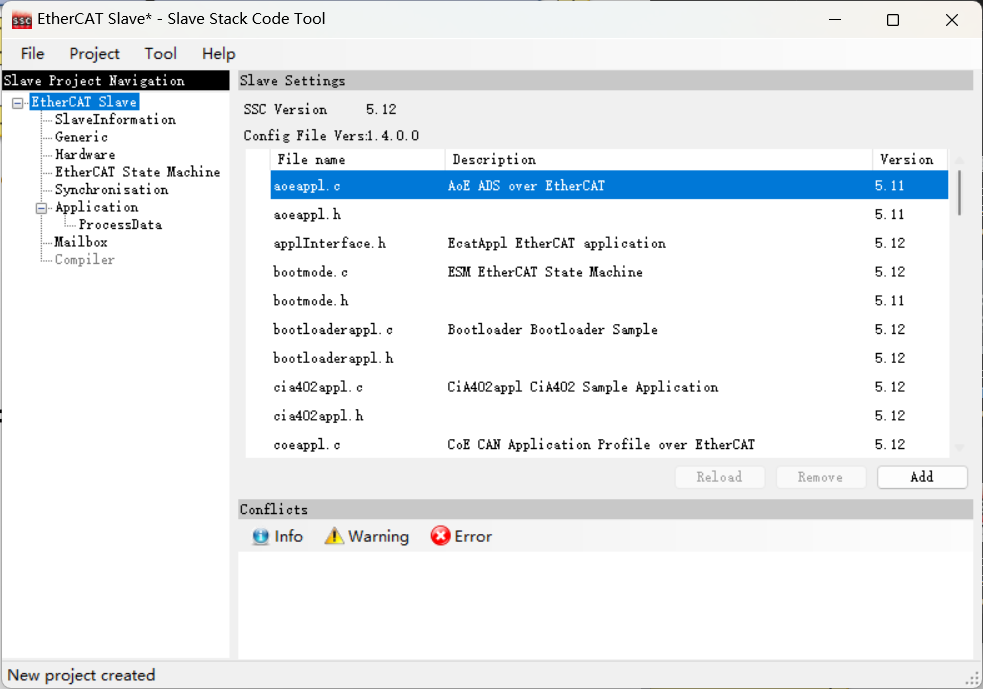 SSC EtherCAT Slave* - Slave Stack Code Tool
File Project Tool Help
Slave Project Navigation
EtherCAT Slave
SlaveInformation
Generic
Hardware
EtherCAT State Machine
Synchronisation
Application
ProcessData
Mailbox
Compiler
Slave Settings
SSC Version 5.12
Config File Vers:1.4.0.0
File name Description Version
aoeappl.c AoE ADS over EtherCAT 5.11
aoeappl.h 5.11
applInterface.h EcatAppl EtherCAT application 5.12
bootmode.c ESM EtherCAT State Machine 5.12
bootmode.h 5.11
bootloaderappl.c Bootloader Bootloader Sample 5.12
bootloaderappl.h 5.12
cia402appl.c CiA402appl CiA402 Sample Application 5.12
cia402appl.h 5.12
coeappl.c CoE CAN Application Profile over EtherCAT 5.12
Reload Remove Add
Conflicts
Info Warning Error
New project created